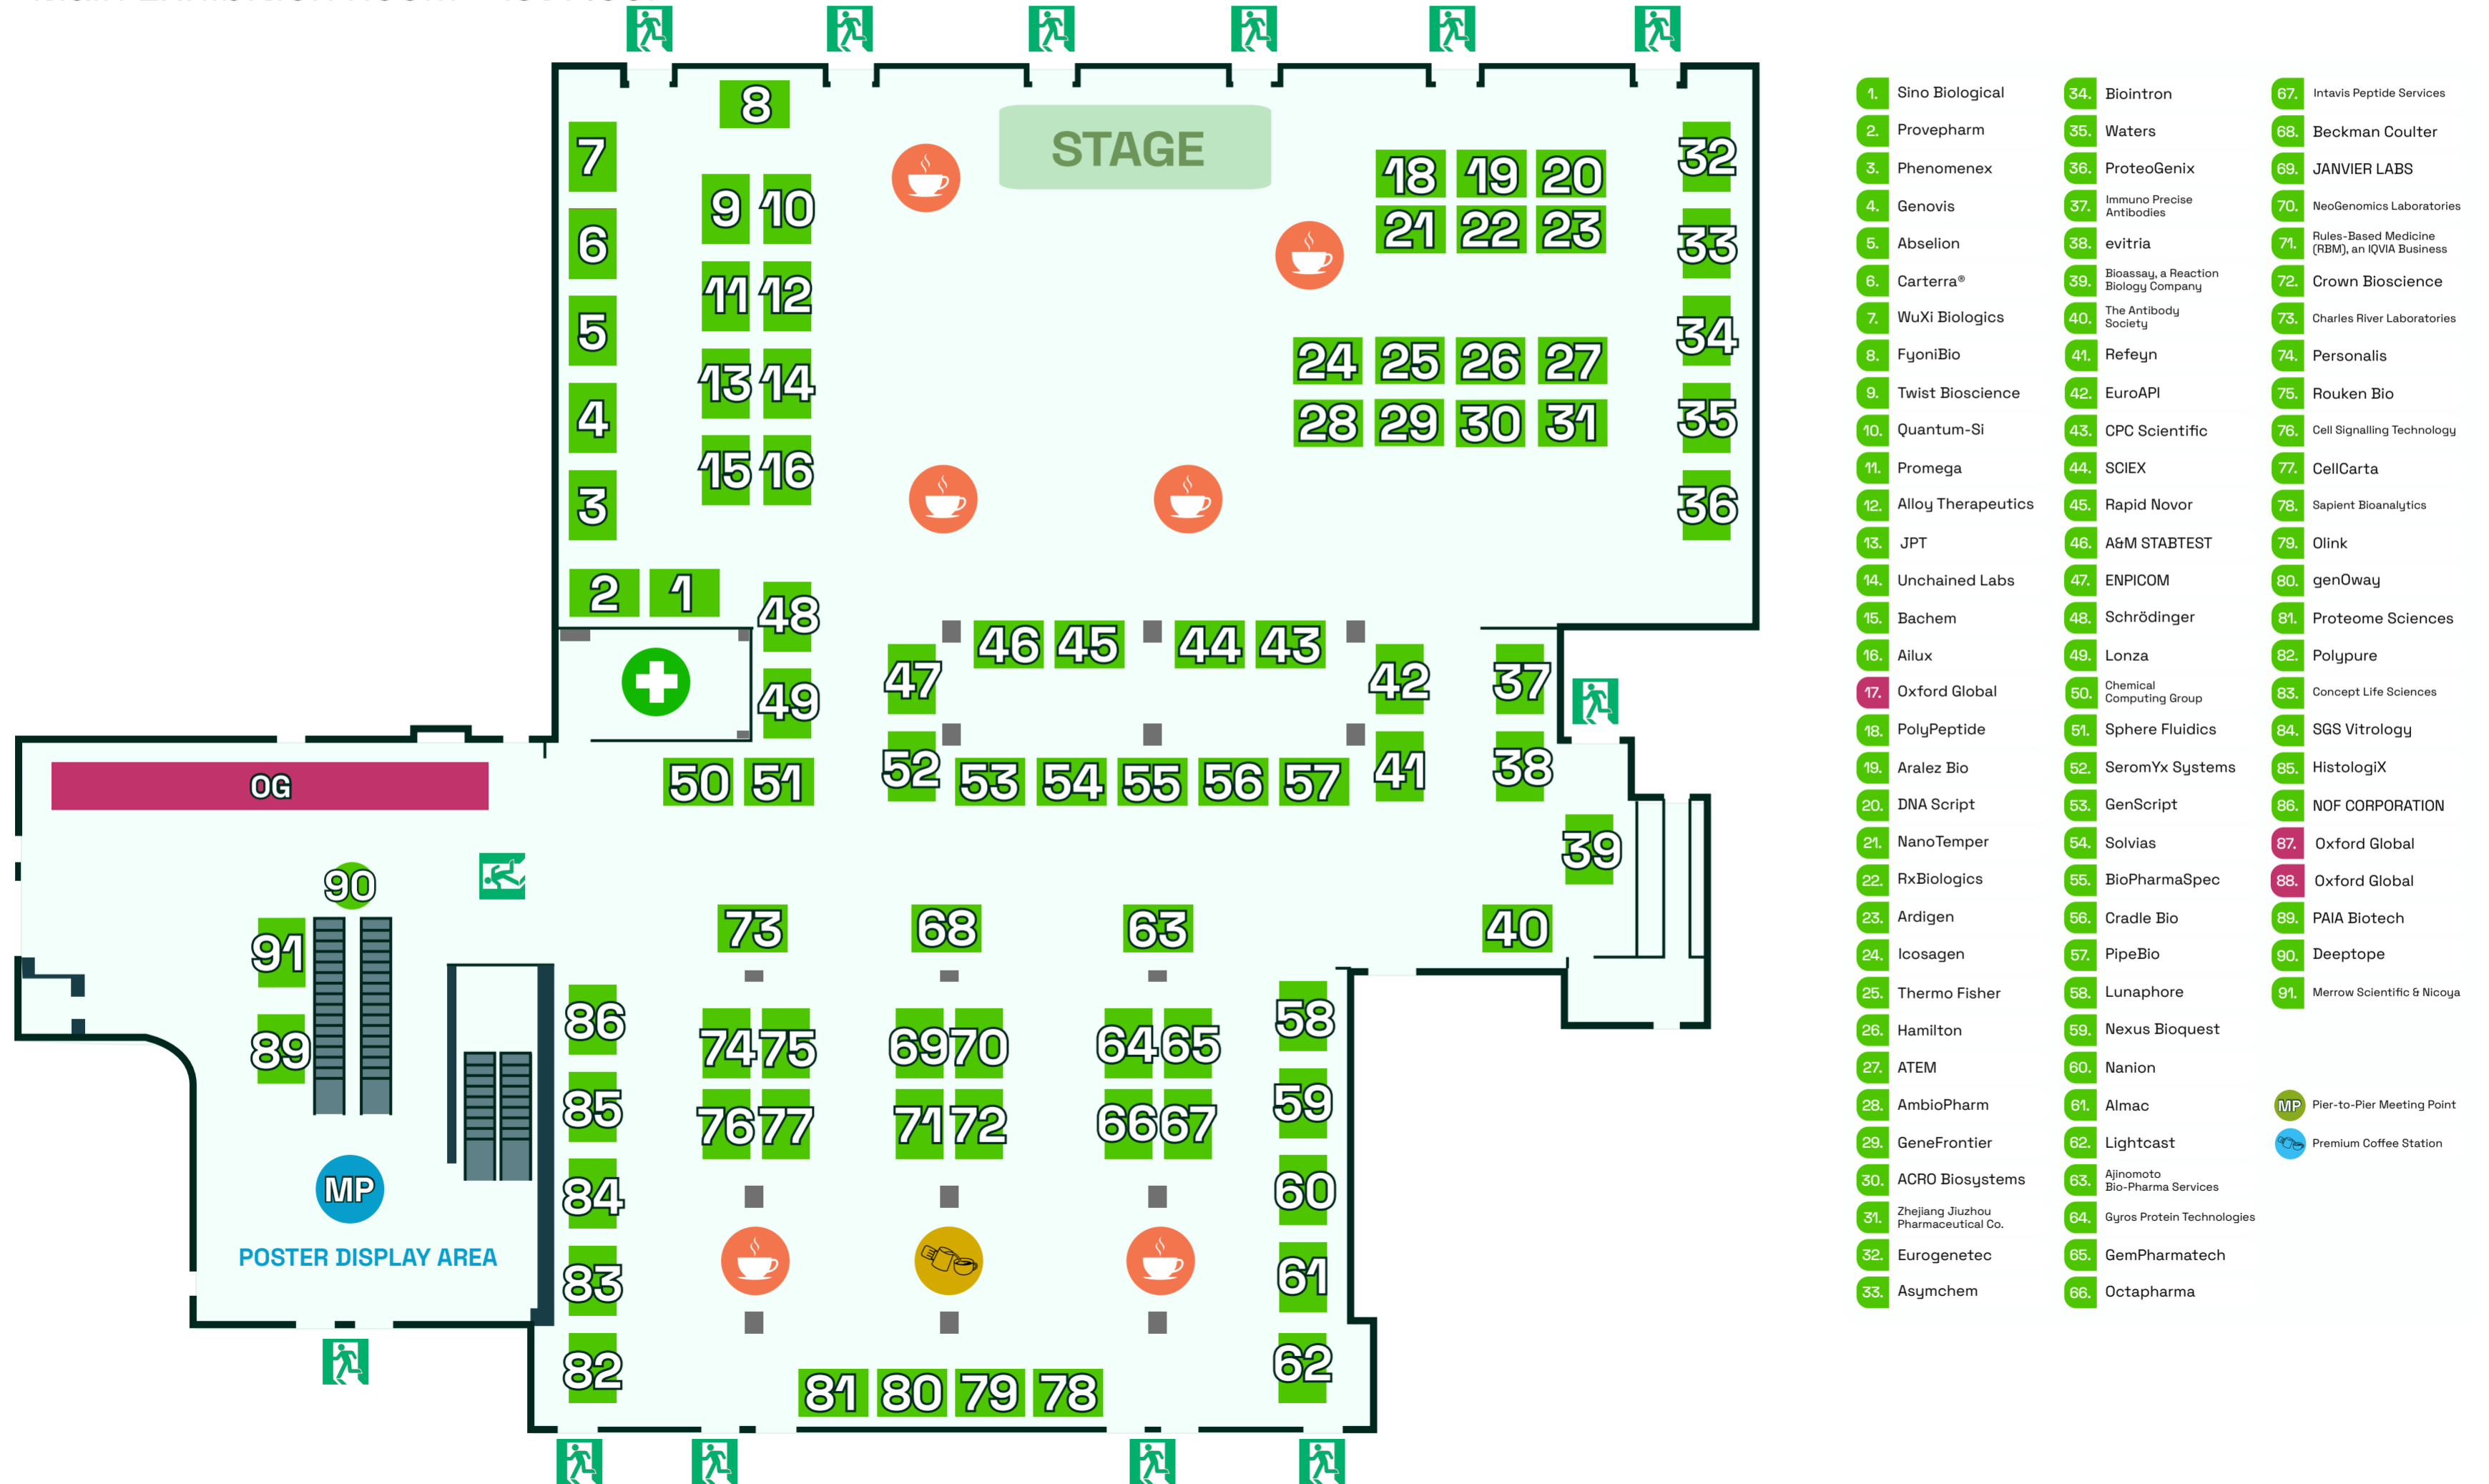 8
STAGE
7
32
18 19 20
9 10
21 22 23
6
33
11 12
5
34
24 25 26 27
13 14
4
28 29 30 31
35
15 16
3
36
2 1
48
46 45 44 43
47
42
37
49
52
41
38
50 51
53 54 55 56 57
OG
39
90
73
68
63
40
91
86
58
89
74 75
69 70
64 65
85
59
76 77
71 72
66 67
MP
84
60
POSTER DISPLAY AREA
83
61
82
62
81 80 79 78
1. Sino Biological
2. Provepharm
3. Phenomenex
4. Genovis
5. Abselion
6. Carterra®
7. WuXi Biologics
8. FyoniBio
9. Twist Bioscience
10. Quantum-Si
11. Promega
12. Alloy Therapeutics
13. JPT
14. Unchained Labs
15. Bachem
16. Ailux
17. Oxford Global
18. PolyPeptide
19. Aralez Bio
20. DNA Script
21. NanoTemper
22. RxBiologics
23. Ardigen
24. Icosagen
25. Thermo Fisher
26. Hamilton
27. ATEM
28. AmbioPharm
29. GeneFrontier
30. ACRO Biosystems
31. Zhejiang Jiuzhou
Pharmaceutical Co.
32. Eurogenetec
33. Asymchem
34. Biointron
35. Waters
36. ProteoGenix
37. Immuno Precise
Antibodies
38. evitria
39. Bioassay, a Reaction
Biology Company
40. The Antibody
Society
41. Refeyn
42. EuroAPI
43. CPC Scientific
44. SCIEX
45. Rapid Novor
46. A&M STABTEST
47. ENPICOM
48. Schrödinger
49. Lonza
50. Chemical
Computing Group
51. Sphere Fluidics
52. SeromYx Systems
53. GenScript
54. Solvias
55. BioPharmaSpec
56. Cradle Bio
57. PipeBio
58. Lunaphore
59. Nexus Bioquest
60. Nanion
61. Almac
62. Lightcast
63. Ajinomoto
Bio-Pharma Services
64. Gyros Protein Technologies
65. GemPharmatech
66. Octapharma
67. Intavis Peptide Services
68. Beckman Coulter
69. JANVIER LABS
70. NeoGenomics Laboratories
71. Rules-Based Medicine
(RBM), an IQVIA Business
72. Crown Bioscience
73. Charles River Laboratories
74. Personalis
75. Rouken Bio
76. Cell Signalling Technology
77. CellCarta
78. Sapient Bioanalytics
79. Olink
80. genOway
81. Proteome Sciences
82. Polypure
83. Concept Life Sciences
84. SGS Vitrology
85. HistologiX
86. NOF CORPORATION
87. Oxford Global
88. Oxford Global
89. PAIA Biotech
90. Deeptope
91. Merrow Scientific & Nicoya
MP Pier-to-Pier Meeting Point
Premium Coffee Station